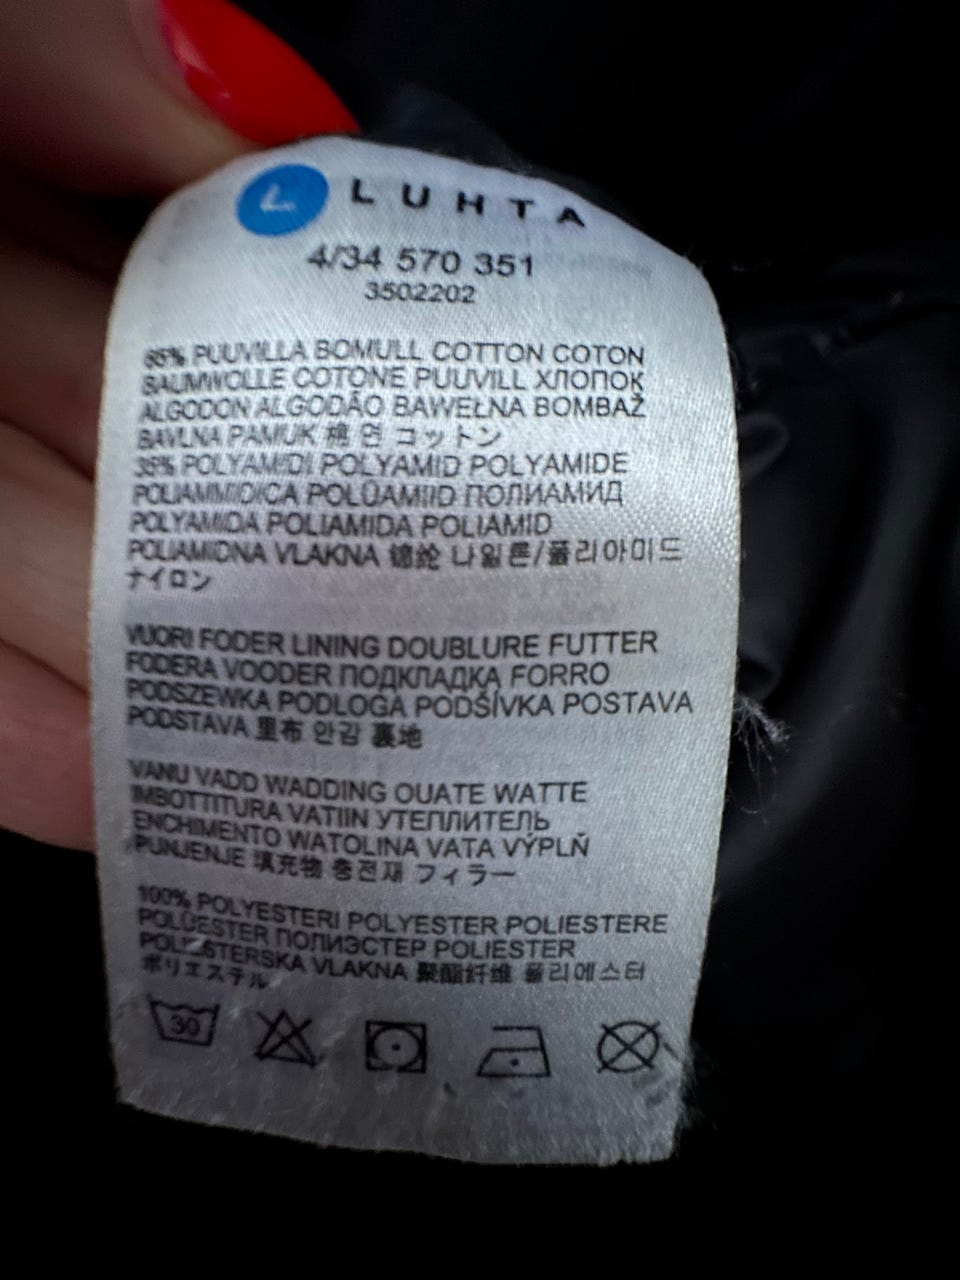 L LUHTA
4/34 570 351
3502202
65% PUUVILLA BOMULL COTTON COTON
BAUMWOLLE COTONE PUUVILL ХЛОПОК
ALGODON ALGODÃO BAWEŁNA BOMBAŽ
BAVLNA PAMUK 棉 면 コットン
35% POLYAMIDI POLYAMID POLYAMIDE
POLIAMMIDICA POLÜAMIID ПОЛИАМИД
POLYAMIDA POLIAMIDA POLIAMID
POLIAMIDNA VLAKNA 锦纶 나일론/폴리아미드
ナイロン
VUORI FODER LINING DOUBLURE FUTTER
FODERA VOODER ПОДКЛАДКА FORRO
PODSZEWKA PODLOGA PODŠÍVKA POSTAVA
PODSTAVA 里布 안감 裏地
VANU VADD WADDING OUATE WATTE
IMBOTTITURA VATIIN УТЕПЛИТЕЛЬ
ENCHIMENTO WATOLINA VATA VÝPLŇ
PUNJENJE 填充物 충전재 フィラー
100% POLYESTERI POLYESTER POLIESTERE
POLÜESTER ПОЛИЭСТЕР POLIESTER
POLIESTERSKA VLAKNA 聚酯纤维 폴리에스터
ポリエステル
30